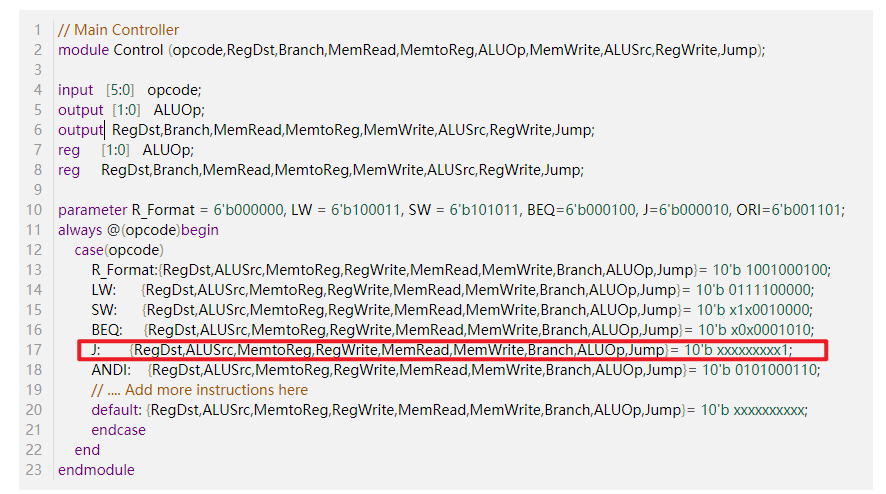 1 // Main Controller
2 module Control (opcode,RegDst,Branch,MemRead,MemtoReg,ALUOp,MemWrite,ALUSrc,RegWrite,Jump);
3
4 input [5:0] opcode;
5 output [1:0] ALUOp;
6 output RegDst,Branch,MemRead,MemtoReg,MemWrite,ALUSrc,RegWrite,Jump;
7 reg [1:0] ALUOp;
8 reg RegDst,Branch,MemRead,MemtoReg,MemWrite,ALUSrc,RegWrite,Jump;
9
10 parameter R_Format = 6'b000000, LW = 6'b100011, SW = 6'b101011, BEQ=6'b000100, J=6'b000010, ORI=6'b001101;
11 always @(opcode)begin
12 case(opcode)
13 R_Format:{RegDst,ALUSrc,MemtoReg,RegWrite,MemRead,MemWrite,Branch,ALUOp,Jump}= 10'b 1001000100;
14 LW: {RegDst,ALUSrc,MemtoReg,RegWrite,MemRead,MemWrite,Branch,ALUOp,Jump}= 10'b 0111100000;
15 SW: {RegDst,ALUSrc,MemtoReg,RegWrite,MemRead,MemWrite,Branch,ALUOp,Jump}= 10'b x1x0010000;
16 BEQ: {RegDst,ALUSrc,MemtoReg,RegWrite,MemRead,MemWrite,Branch,ALUOp,Jump}= 10'b x0x0001010;
17 J: {RegDst,ALUSrc,MemtoReg,RegWrite,MemRead,MemWrite,Branch,ALUOp,Jump}= 10'b xxxxxxxxx1;
18 ANDI: {RegDst,ALUSrc,MemtoReg,RegWrite,MemRead,MemWrite,Branch,ALUOp,Jump}= 10'b 0101000110;
19 // .... Add more instructions here
20 default: {RegDst,ALUSrc,MemtoReg,RegWrite,MemRead,MemWrite,Branch,ALUOp,Jump}= 10'b xxxxxxxxxx;
21 endcase
22 end
23 endmodule